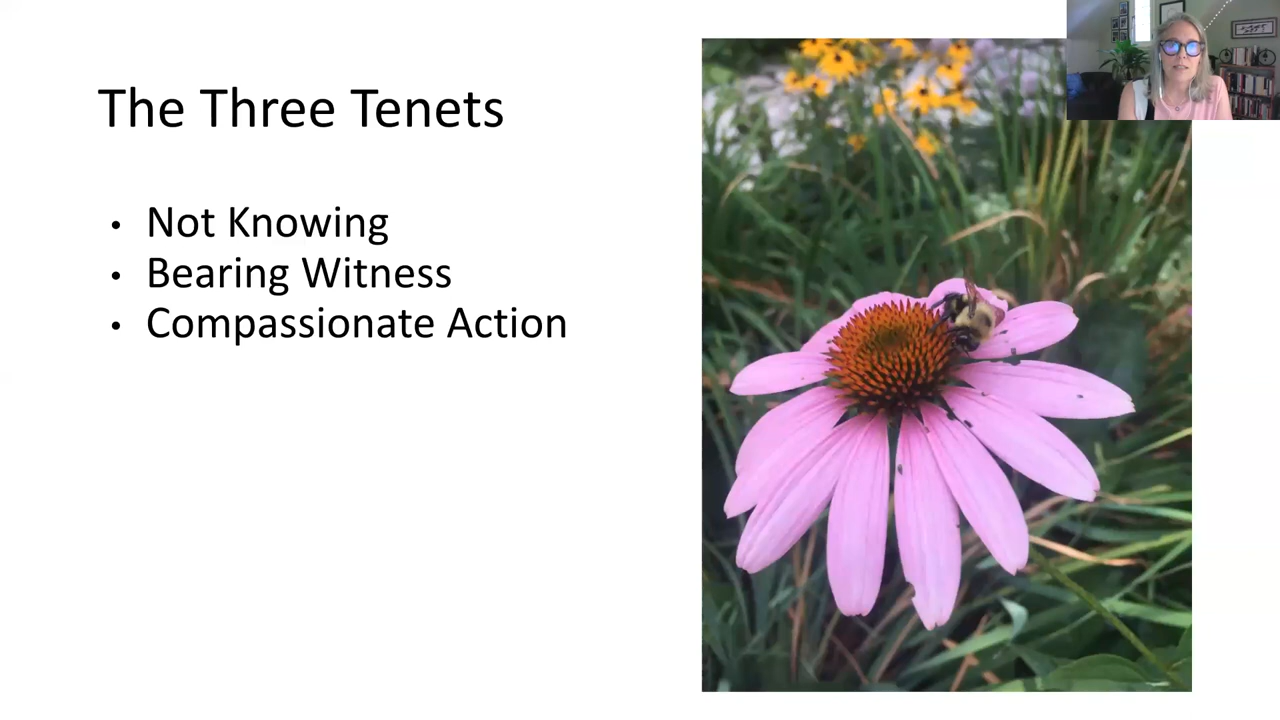 The Three Tenets
• Not Knowing
• Bearing Witness
• Compassionate Action